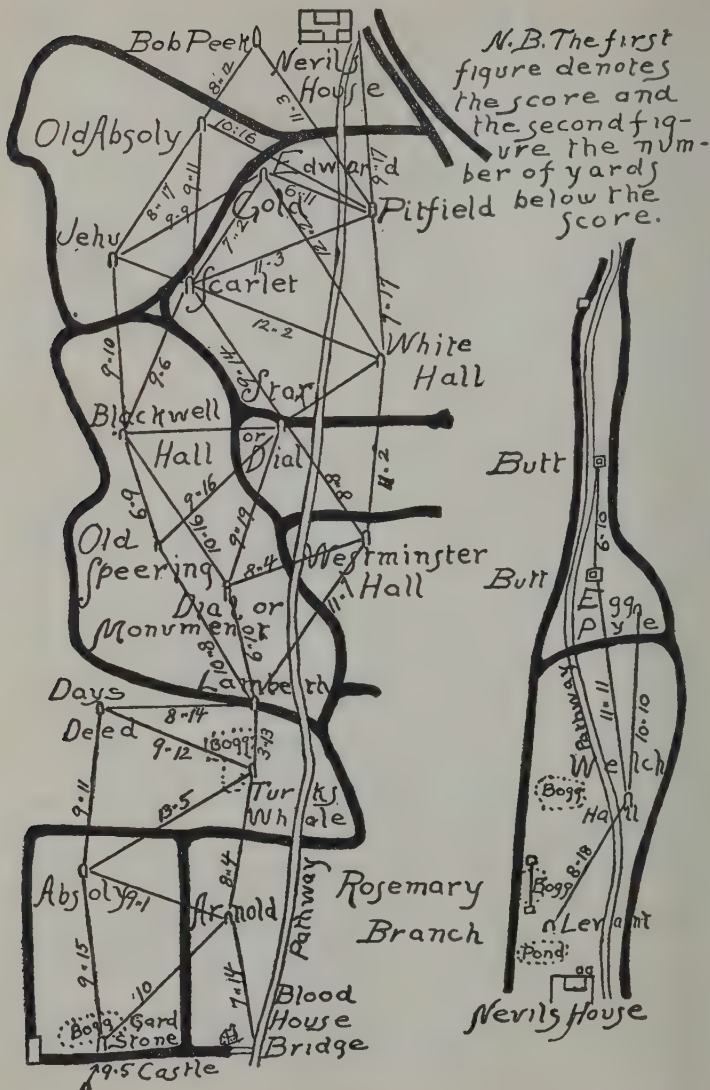 Bob Peek
Nevils
House
N.B. The first
figure denotes
the score and
the second fig-
ure the num-
ber of yards
below the
score.
8-12
11-3
Old Absoly
10-16
Edward
Gold
9-17
Pitfield
8-17
9-11
9-9
6-11
7-2
12-2
Jehu
11-3
Scarlet
7-17
12-2
White
Hall
9-10
9-6
9-14
Blackwell
Hall
Star
or
Dial
8-8
11-2
Butt
6-10
Butt
6-9
9-16
9-19
Old
Speering
8-4
Westminster
Hall
11-7
Dial or
Monument
6-10
10-8
Lambeth
Egg
Pye
Pathway
11-11
10-10
Welch
Hall
Bogg
8-18
Bogg
Levant
Pond
Nevils House
Days
Deed
8-14
9-12
Bogg
3-13
Turks
Whale
9-11
13-5
8-4
Absoly
9-1
Arnold
Pathway
Rosemary
Branch
9-15
7-14
Bogg
Gard
Stone
Blood
House
Bridge
9-5 Castle